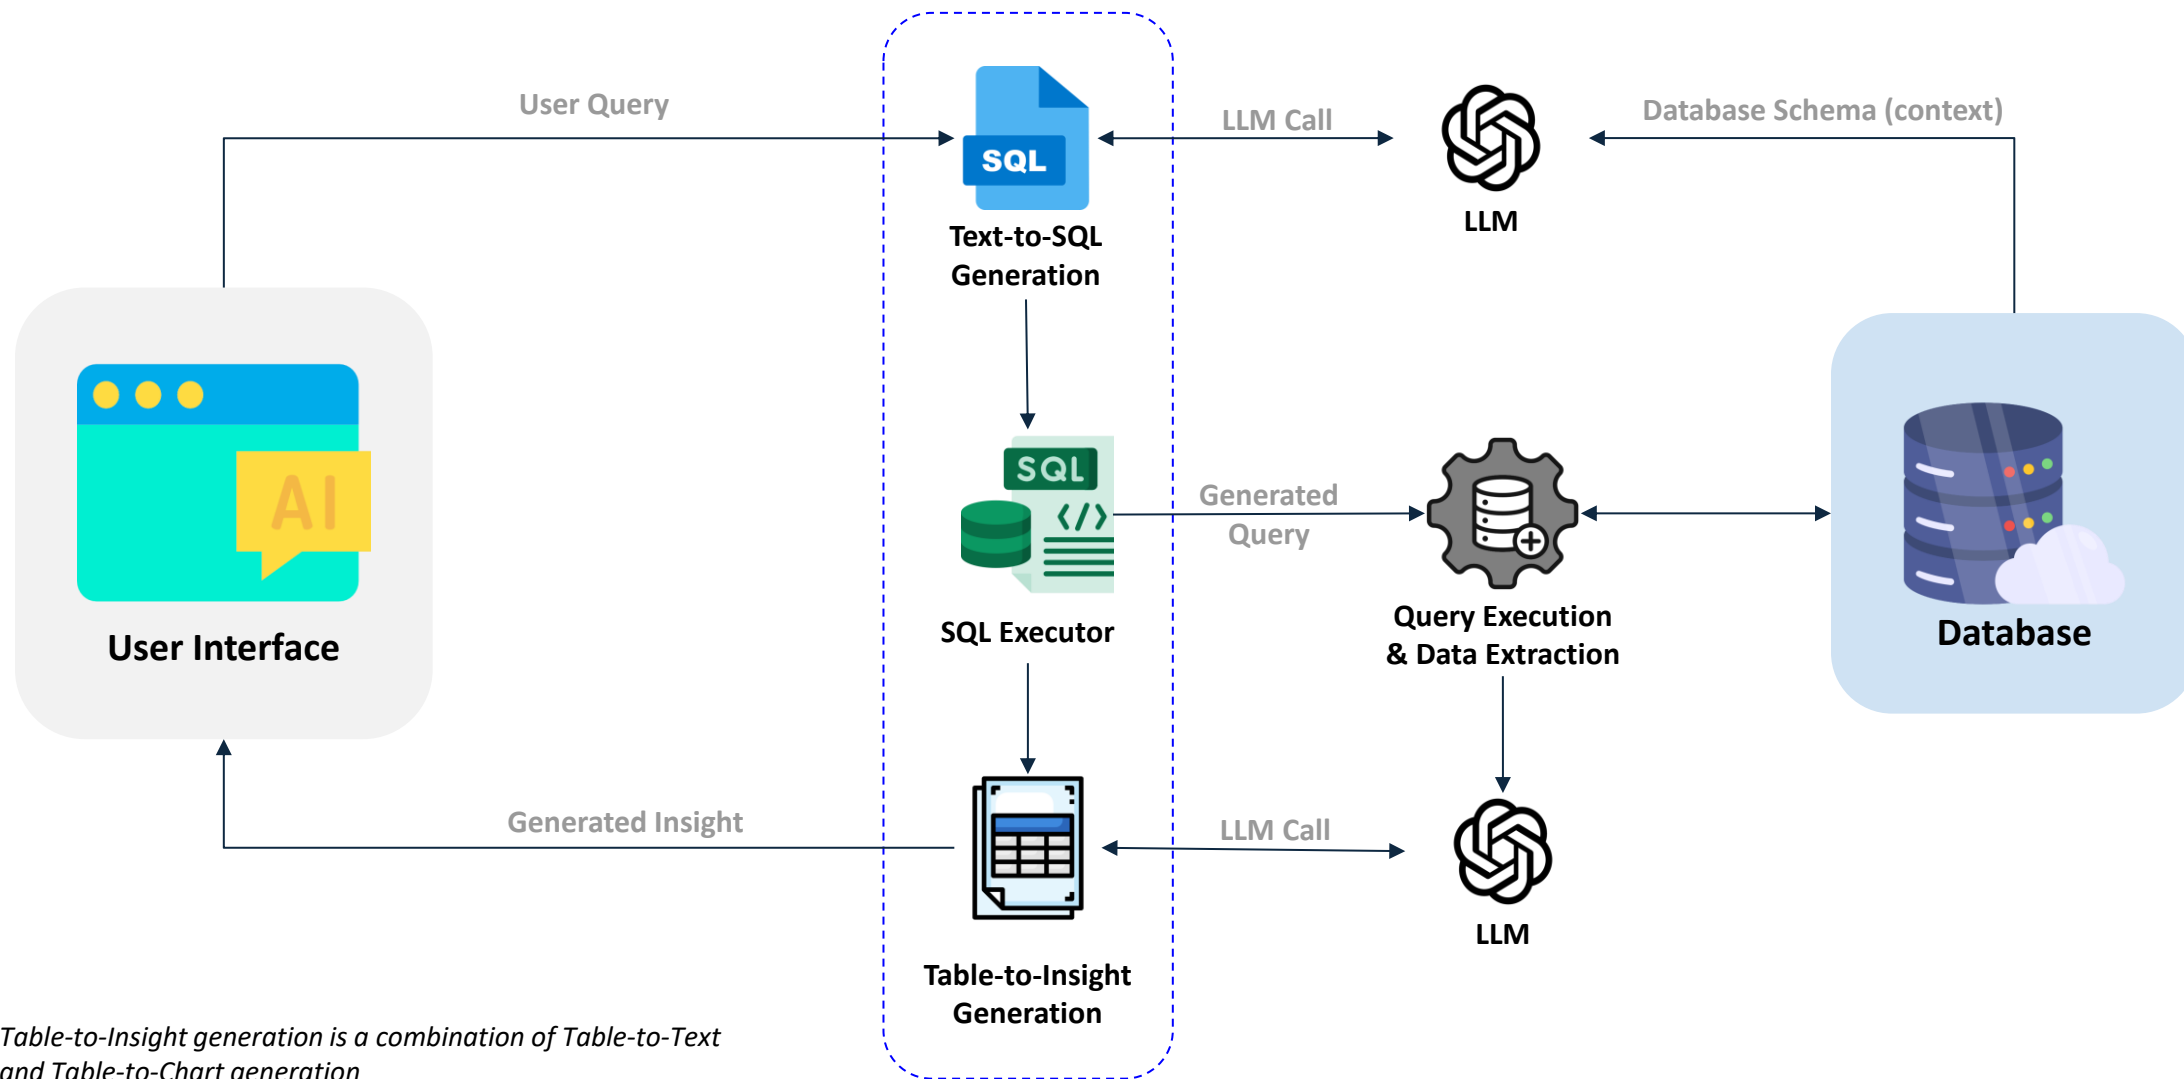 User Query
LLM Call
Database Schema (context)
SQL
LLM
Text-to-SQL
Generation
AI
User Interface
SQL
</>
SQL Executor
Generated
Query
Query Execution
& Data Extraction
Database
Generated Insight
LLM Call
LLM
Table-to-Insight
Generation
Table-to-Insight generation is a combination of Table-to-Text
and Table-to-Chart generation